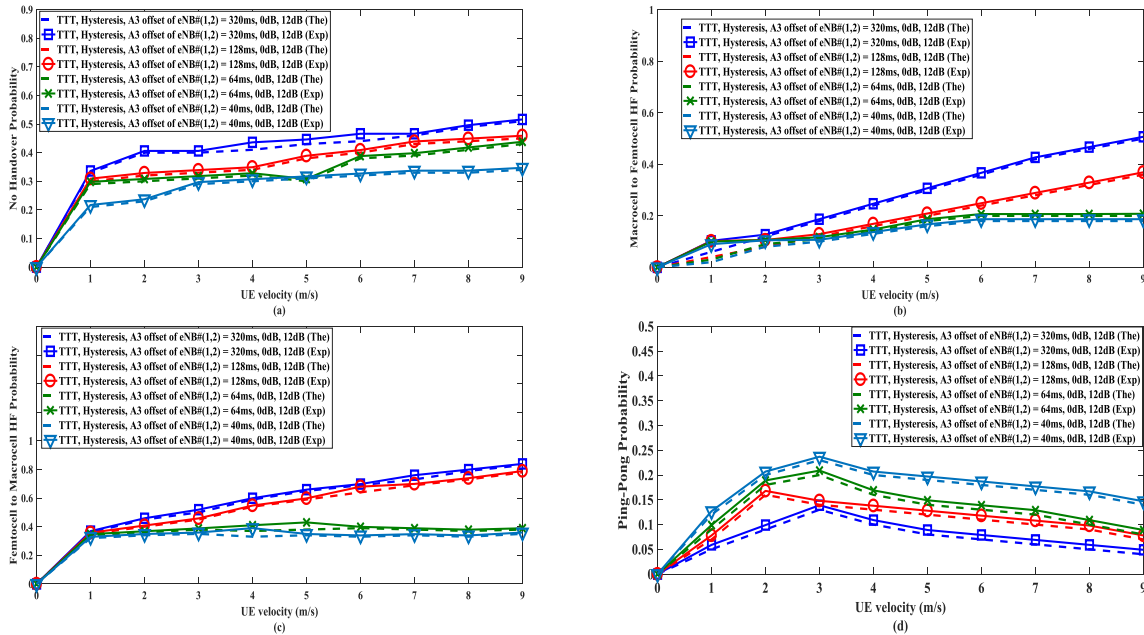 TTT, Hysteresis, A3 offset of eNB#(1,2) = 320ms, 0dB, 12dB (The)
TTT, Hysteresis, A3 offset of eNB#(1,2) = 320ms, 0dB, 12dB (Exp)
TTT, Hysteresis, A3 offset of eNB#(1,2) = 128ms, 0dB, 12dB (The)
TTT, Hysteresis, A3 offset of eNB#(1,2) = 128ms, 0dB, 12dB (Exp)
TTT, Hysteresis, A3 offset of eNB#(1,2) = 64ms, 0dB, 12dB (The)
TTT, Hysteresis, A3 offset of eNB#(1,2) = 64ms, 0dB, 12dB (Exp)
TTT, Hysteresis, A3 offset of eNB#(1,2) = 40ms, 0dB, 12dB (The)
TTT, Hysteresis, A3 offset of eNB#(1,2) = 40ms, 0dB, 12dB (Exp)
No Handover Probability
0.9
0.8
0.7
0.6
0.5
0.4
0.3
0.2
0.1
0
0 1 2 3 4 5 6 7 8 9
UE velocity (m/s)
(a)
TTT, Hysteresis, A3 offset of eNB#(1,2) = 320ms, 0dB, 12dB (The)
TTT, Hysteresis, A3 offset of eNB#(1,2) = 320ms, 0dB, 12dB (Exp)
TTT, Hysteresis, A3 offset of eNB#(1,2) = 128ms, 0dB, 12dB (The)
TTT, Hysteresis, A3 offset of eNB#(1,2) = 128ms, 0dB, 12dB (Exp)
TTT, Hysteresis, A3 offset of eNB#(1,2) = 64ms, 0dB, 12dB (The)
TTT, Hysteresis, A3 offset of eNB#(1,2) = 64ms, 0dB, 12dB (Exp)
TTT, Hysteresis, A3 offset of eNB#(1,2) = 40ms, 0dB, 12dB (The)
TTT, Hysteresis, A3 offset of eNB#(1,2) = 40ms, 0dB, 12dB (Exp)
Macrocell to Femtocell HF Probability
1
0.8
0.6
0.4
0.2
0
0 1 2 3 4 5 6 7 8 9
UE velocity (m/s)
(b)
TTT, Hysteresis, A3 offset of eNB#(1,2) = 320ms, 0dB, 12dB (The)
TTT, Hysteresis, A3 offset of eNB#(1,2) = 320ms, 0dB, 12dB (Exp)
TTT, Hysteresis, A3 offset of eNB#(1,2) = 128ms, 0dB, 12dB (The)
TTT, Hysteresis, A3 offset of eNB#(1,2) = 128ms, 0dB, 12dB (Exp)
TTT, Hysteresis, A3 offset of eNB#(1,2) = 64ms, 0dB, 12dB (The)
TTT, Hysteresis, A3 offset of eNB#(1,2) = 64ms, 0dB, 12dB (Exp)
TTT, Hysteresis, A3 offset of eNB#(1,2) = 40ms, 0dB, 12dB (The)
TTT, Hysteresis, A3 offset of eNB#(1,2) = 40ms, 0dB, 12dB (Exp)
Femtocell to Macrocell HF Probability
1
0.8
0.6
0.4
0.2
0
0 1 2 3 4 5 6 7 8 9
UE velocity (m/s)
(c)
TTT, Hysteresis, A3 offset of eNB#(1,2) = 320ms, 0dB, 12dB (The)
TTT, Hysteresis, A3 offset of eNB#(1,2) = 320ms, 0dB, 12dB (Exp)
TTT, Hysteresis, A3 offset of eNB#(1,2) = 128ms, 0dB, 12dB (The)
TTT, Hysteresis, A3 offset of eNB#(1,2) = 128ms, 0dB, 12dB (Exp)
TTT, Hysteresis, A3 offset of eNB#(1,2) = 64ms, 0dB, 12dB (The)
TTT, Hysteresis, A3 offset of eNB#(1,2) = 64ms, 0dB, 12dB (Exp)
TTT, Hysteresis, A3 offset of eNB#(1,2) = 40ms, 0dB, 12dB (The)
TTT, Hysteresis, A3 offset of eNB#(1,2) = 40ms, 0dB, 12dB (Exp)
Ping-Pong Probability
0.5
0.45
0.4
0.35
0.3
0.25
0.2
0.15
0.1
0.05
0
0 1 2 3 4 5 6 7 8 9
UE velocity (m/s)
(d)